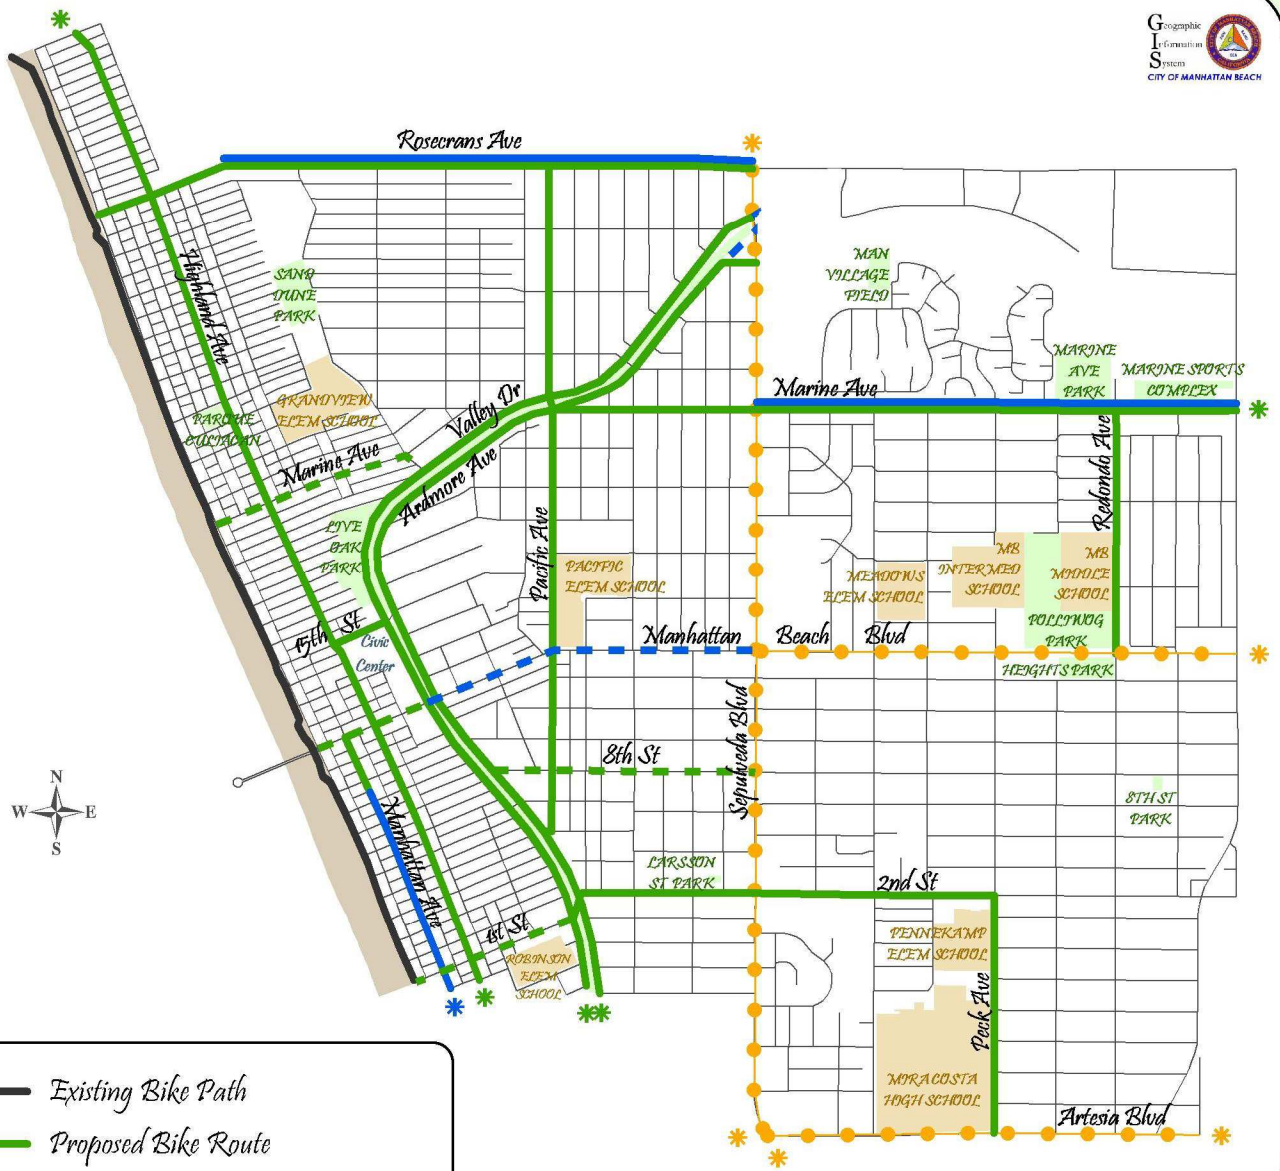 Geographic
Information
System
CITY OF MANHATTAN BEACH
Rosecrans Ave
Highland Ave
SAND
DUNE
PARK
MAN
VILLAGE
FIELD
MARINE
AVE
PARK
MARINE SPORTS
COMPLEX
Marine Ave
GRANDVIEW
ELEM SCHOOL
PARQUE
CULIACAN
Valley Dr
Ardmore Ave
Marine Ave
Redondo Ave
LIVE
OAK
PARK
Pacific Ave
PACIFIC
ELEM SCHOOL
MEADOWS
ELEM SCHOOL
MB
INTERMED
SCHOOL
MB
MIDDLE
SCHOOL
POLLIWOG
PARK
15th St
Civic
Center
Manhattan Beach Blvd
HEIGHTS PARK
Sepulveda Blvd
8th St
8TH ST
PARK
N
W E
S
Manhattan Ave
LARSSON
ST PARK
2nd St
1st St
ROBINSON
ELEM
SCHOOL
PENNEKAMP
ELEM SCHOOL
Peck Ave
MIRA COSTA
HIGH SCHOOL
Artesia Blvd
Existing Bike Path
Proposed Bike Route